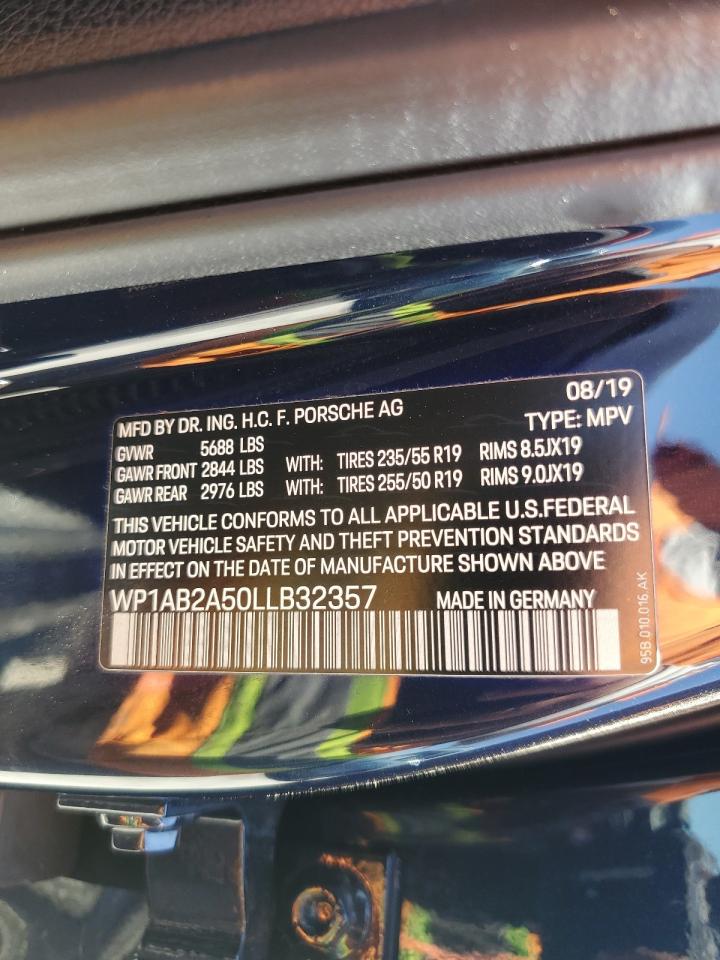 MFD BY DR. ING. H.C. F. PORSCHE AG 08/19
TYPE: MPV
GVWR 5688 LBS
GAWR FRONT 2844 LBS WITH: TIRES 235/55 R19 RIMS 8.5JX19
GAWR REAR 2976 LBS WITH: TIRES 255/50 R19 RIMS 9.0JX19
THIS VEHICLE CONFORMS TO ALL APPLICABLE U.S.FEDERAL
MOTOR VEHICLE SAFETY AND THEFT PREVENTION STANDARDS
IN EFFECT ON THE DATE OF MANUFACTURE SHOWN ABOVE
WP1AB2A50LLB32357 MADE IN GERMANY
95B.010.016.AK